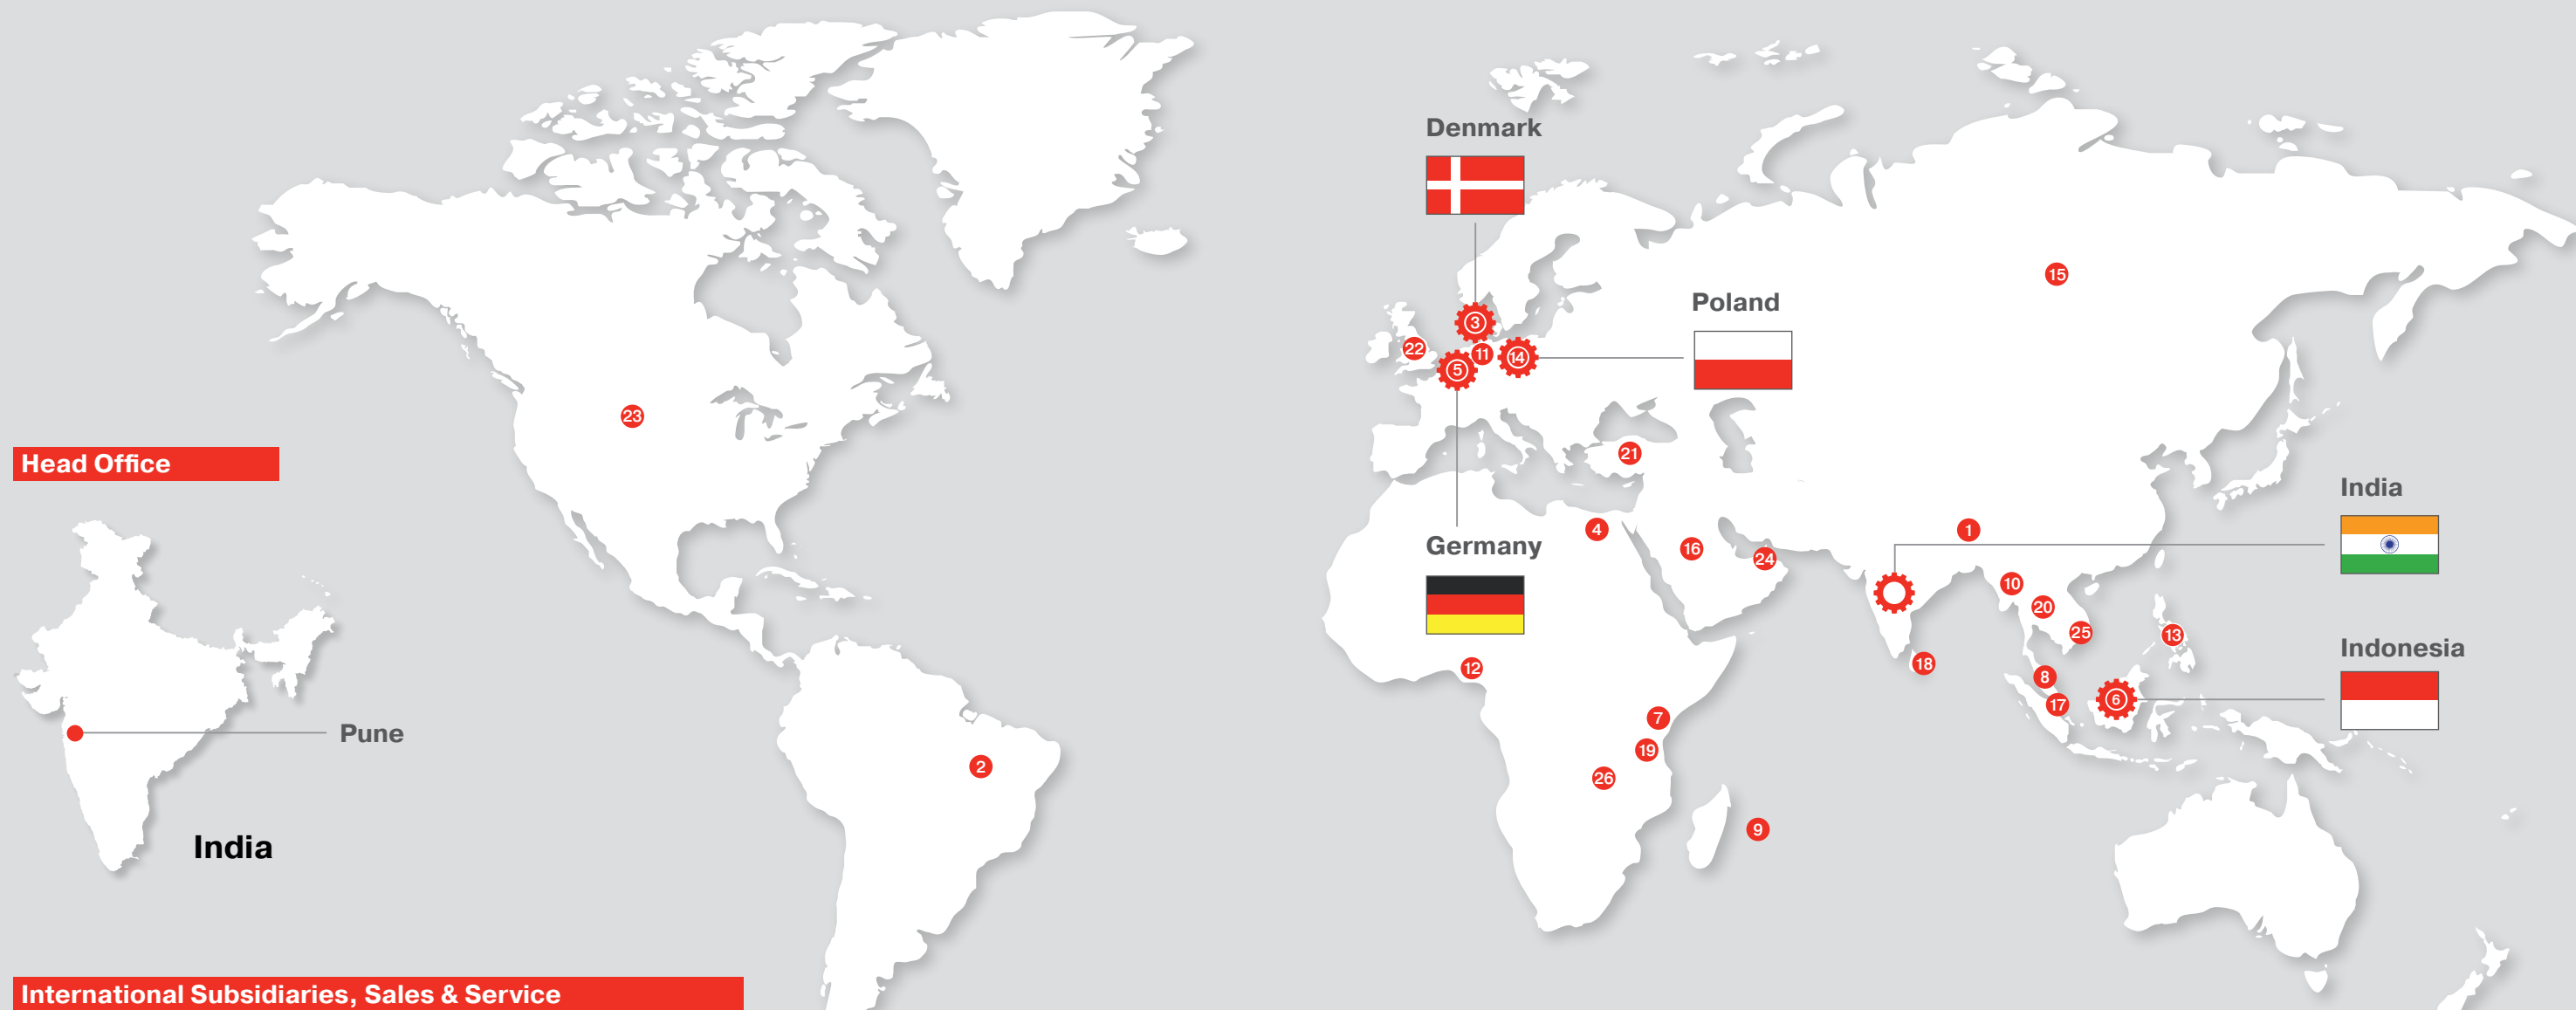 Denmark
15
Poland
3
22
11
14
5
23
21
Head Office
India
4
1
Germany
16
24
10
20
25
13
Indonesia
12
18
8
6
17
7
Pune
19
2
26
9
India
International Subsidiaries, Sales & Service